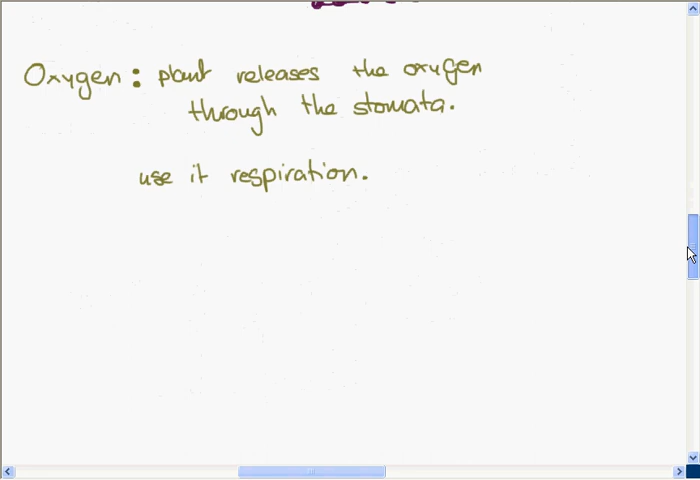 Oxygen: plant releases the oxygen
through the stomata.
use it respiration.